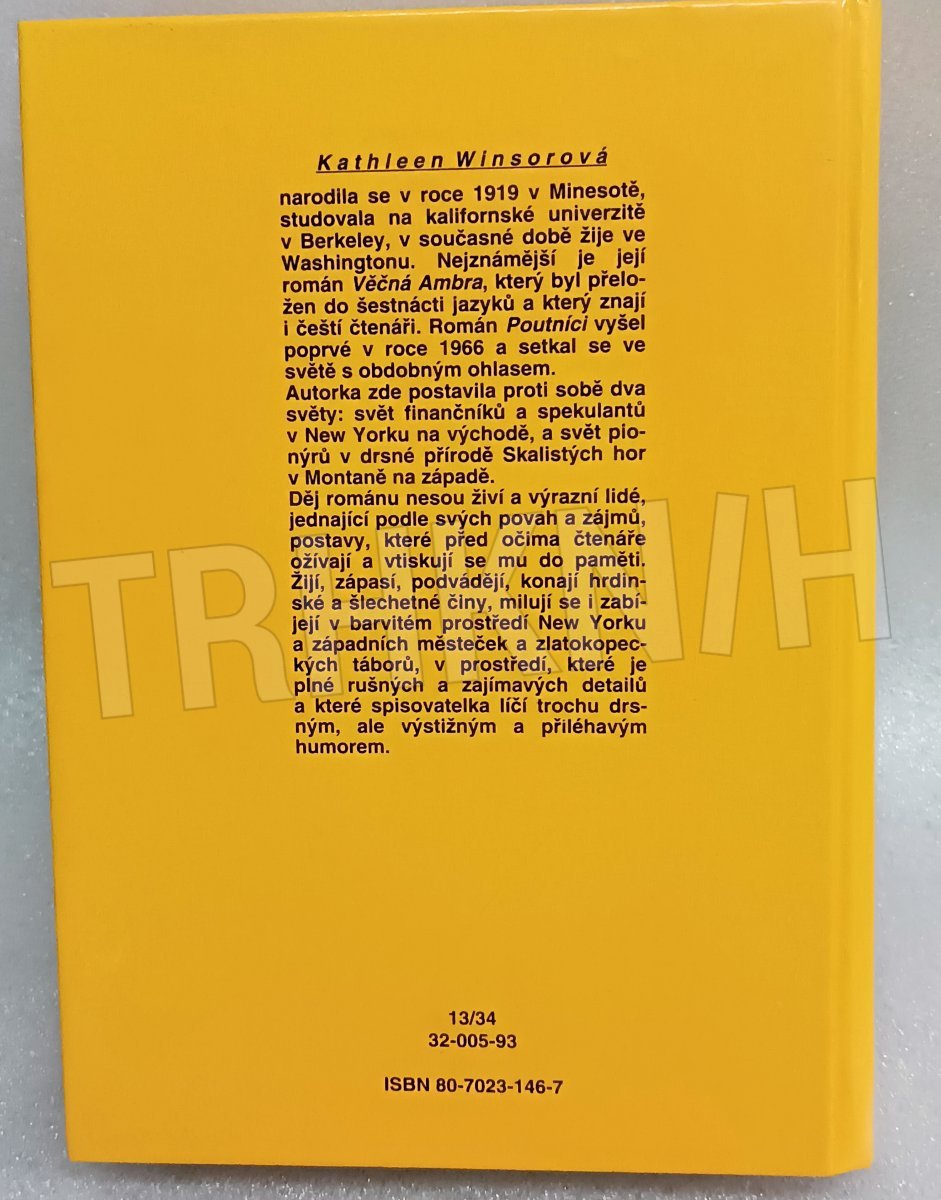 Kathleen Winsorová
narodila se v roce 1919 v Minesotě,
studovala na kalifornské univerzitě
v Berkeley, v současné době žije ve
Washingtonu. Nejznámější je její
román Věčná Ambra, který byl přelo-
žen do šestnácti jazyků a který znají
i čeští čtenáři. Román Poutníci vyšel
poprvé v roce 1966 a setkal se ve
světě s obdobným ohlasem.
Autorka zde postavila proti sobě dva
světy: svět finančníků a spekulantů
v New Yorku na východě, a svět pio-
nýrů v drsné přírodě Skalistých hor
v Montaně na západě.
Děj románu nesou živí a výrazní lidé,
jednající podle svých povah a zájmů,
postavy, které před očima čtenáře
ožívají a vtiskují se mu do paměti.
Žijí, zápasí, podvádějí, konají hrdin-
ské a šlechetné činy, milují se i zabí-
její v barvitém prostředí New Yorku
a západních městeček a zlatokopec-
kých táborů, v prostředí, které je
plné rušných a zajímavých detailů
a které spisovatelka líčí trochu drs-
ným, ale výstižným a přiléhavým
humorem.
TRHKNIH
13/34
32-005-93
ISBN 80-7023-146-7